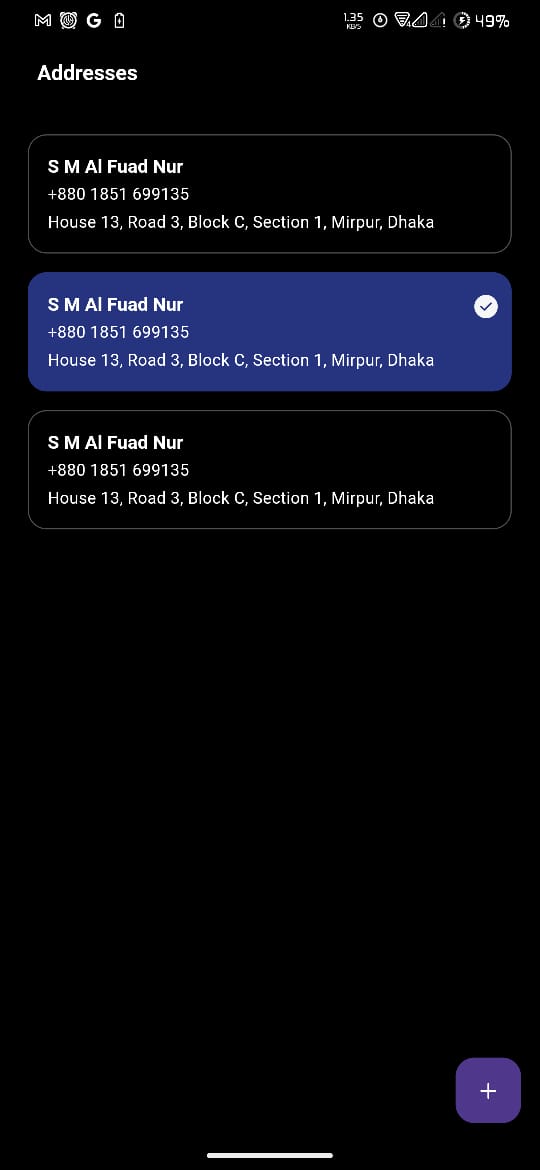 1.35
KB/S
49%
Addresses
S M Al Fuad Nur
+880 1851 699135
House 13, Road 3, Block C, Section 1, Mirpur, Dhaka
S M Al Fuad Nur
+880 1851 699135
House 13, Road 3, Block C, Section 1, Mirpur, Dhaka
S M Al Fuad Nur
+880 1851 699135
House 13, Road 3, Block C, Section 1, Mirpur, Dhaka